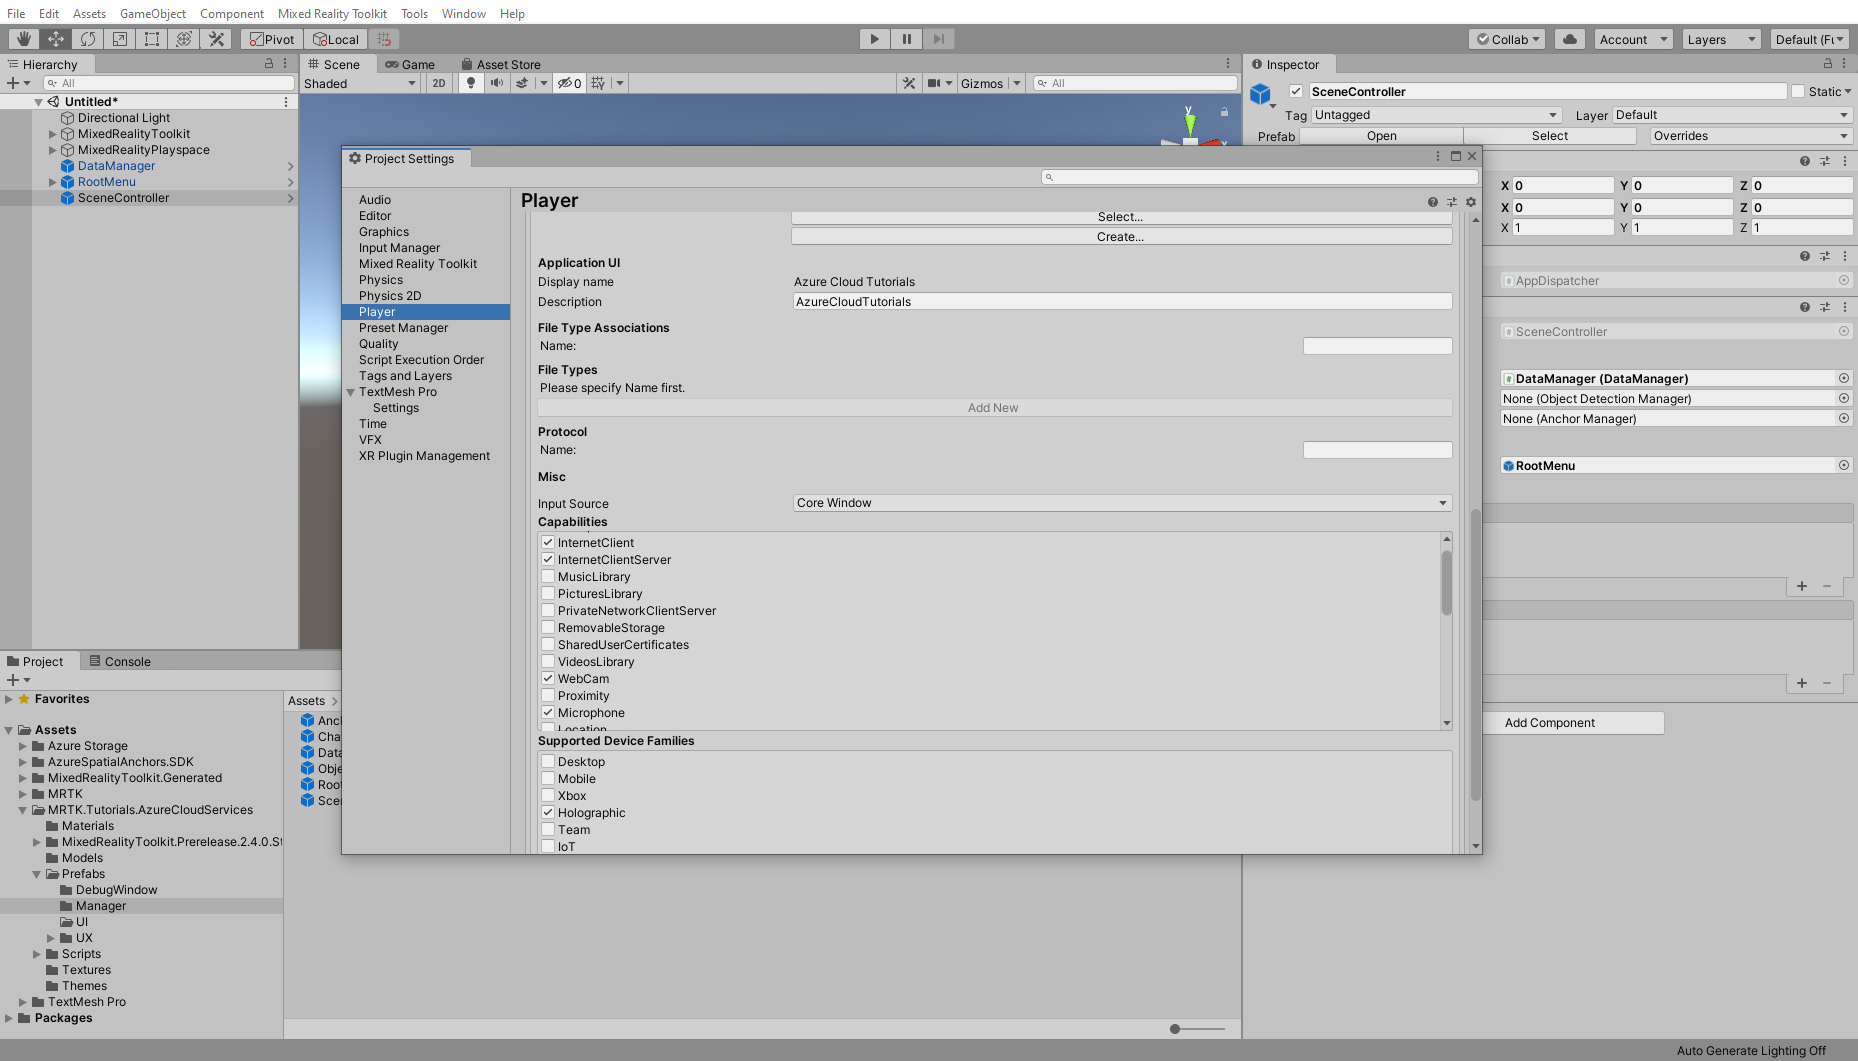 File Edit Assets GameObject Component Mixed Reality Toolkit Tools Window Help
Pivot Local Collab Account Layers Default (Fu
Hierarchy
All
Untitled*
Directional Light
MixedRealityToolkit
MixedRealityPlayspace
DataManager
RootMenu
SceneController
Scene Game Asset Store
Shaded 2D 0 Gizmos All
y
x
Project Settings
Audio
Editor
Graphics
Input Manager
Mixed Reality Toolkit
Physics
Physics 2D
Player
Preset Manager
Quality
Script Execution Order
Tags and Layers
TextMesh Pro
Settings
Time
VFX
XR Plugin Management
Player
Select...
Create...
Application UI
Display name Azure Cloud Tutorials
Description AzureCloudTutorials
File Type Associations
Name:
File Types
Please specify Name first.
Add New
Protocol
Name:
Misc
Input Source Core Window
Capabilities
InternetClient
InternetClientServer
MusicLibrary
PicturesLibrary
PrivateNetworkClientServer
RemovableStorage
SharedUserCertificates
VideosLibrary
WebCam
Proximity
Microphone
Location
Supported Device Families
Desktop
Mobile
Xbox
Holographic
Team
IoT
Inspector
SceneController Static
Tag Untagged Layer Default
Prefab Open Select Overrides
X 0 Y 0 Z 0
X 0 Y 0 Z 0
X 1 Y 1 Z 1
AppDispatcher
SceneController
DataManager (DataManager)
None (Object Detection Manager)
None (Anchor Manager)
RootMenu
+ −
+ −
Add Component
Project Console
Favorites
Assets
Azure Storage
AzureSpatialAnchors.SDK
MixedRealityToolkit.Generated
MRTK
MRTK.Tutorials.AzureCloudServices
Materials
MixedRealityToolkit.Prerelease.2.4.0.St
Models
Prefabs
DebugWindow
Manager
UI
UX
Scripts
Textures
Themes
TextMesh Pro
Packages
Assets >
Anc
Cha
Data
Obje
Root
Scen
Auto Generate Lighting Off